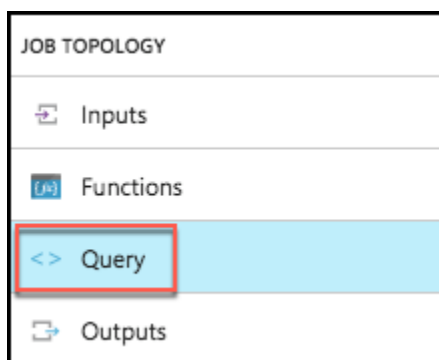 JOB TOPOLOGY
Inputs
Functions
<> Query
Outputs